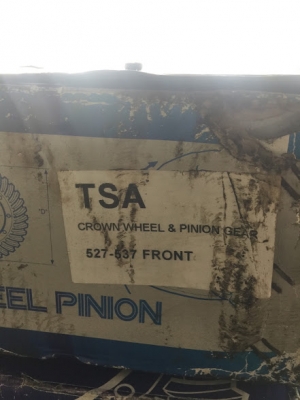 TSA
CROWN WHEEL & PINION GEAR
527-537 FRONT
EEL PINION